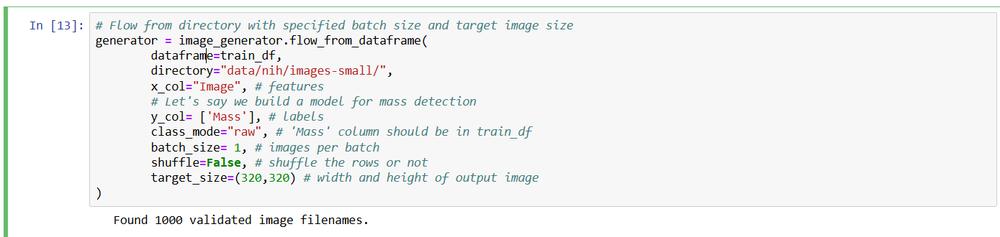 In [13]: # Flow from directory with specified batch size and target image size
generator = image_generator.flow_from_dataframe(
        dataframe=train_df,
        directory="data/nih/images-small/",
        x_col="Image", # features
        # Let's say we build a model for mass detection
        y_col= ['Mass'], # labels
        class_mode="raw", # 'Mass' column should be in train_df
        batch_size= 1, # images per batch
        shuffle=False, # shuffle the rows or not
        target_size=(320,320) # width and height of output image
)
Found 1000 validated image filenames.